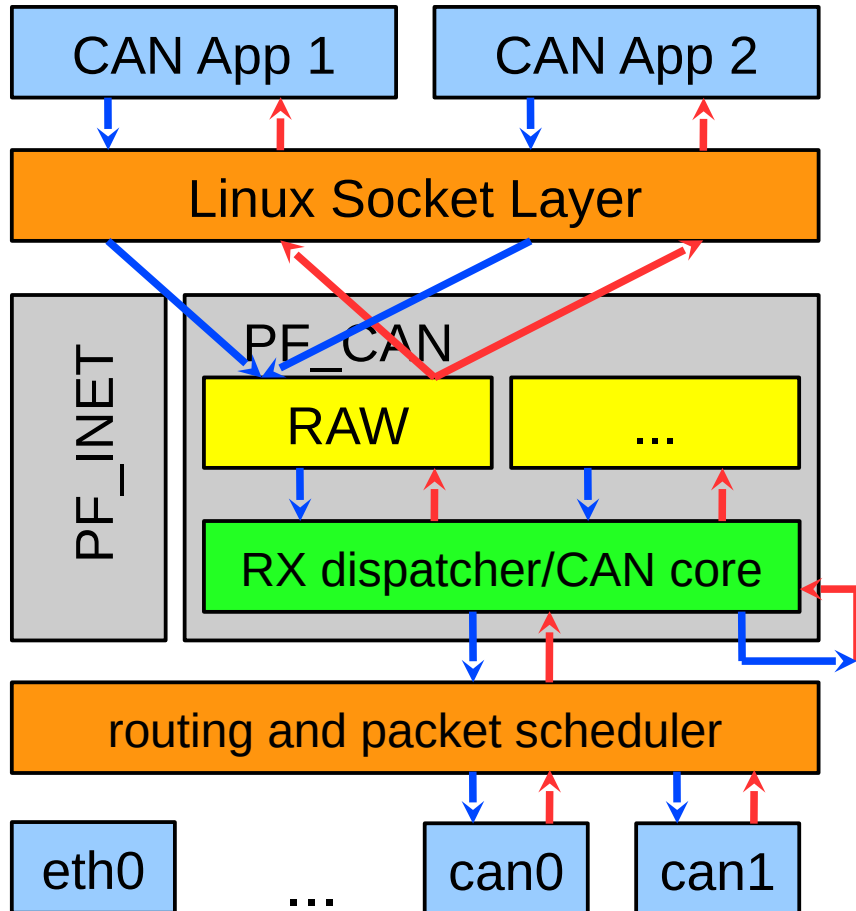 CAN App 1
CAN App 2
Linux Socket Layer
PF_INET
PF_CAN
RAW
...
RX dispatcher/CAN core
routing and packet scheduler
eth0
...
can0
can1